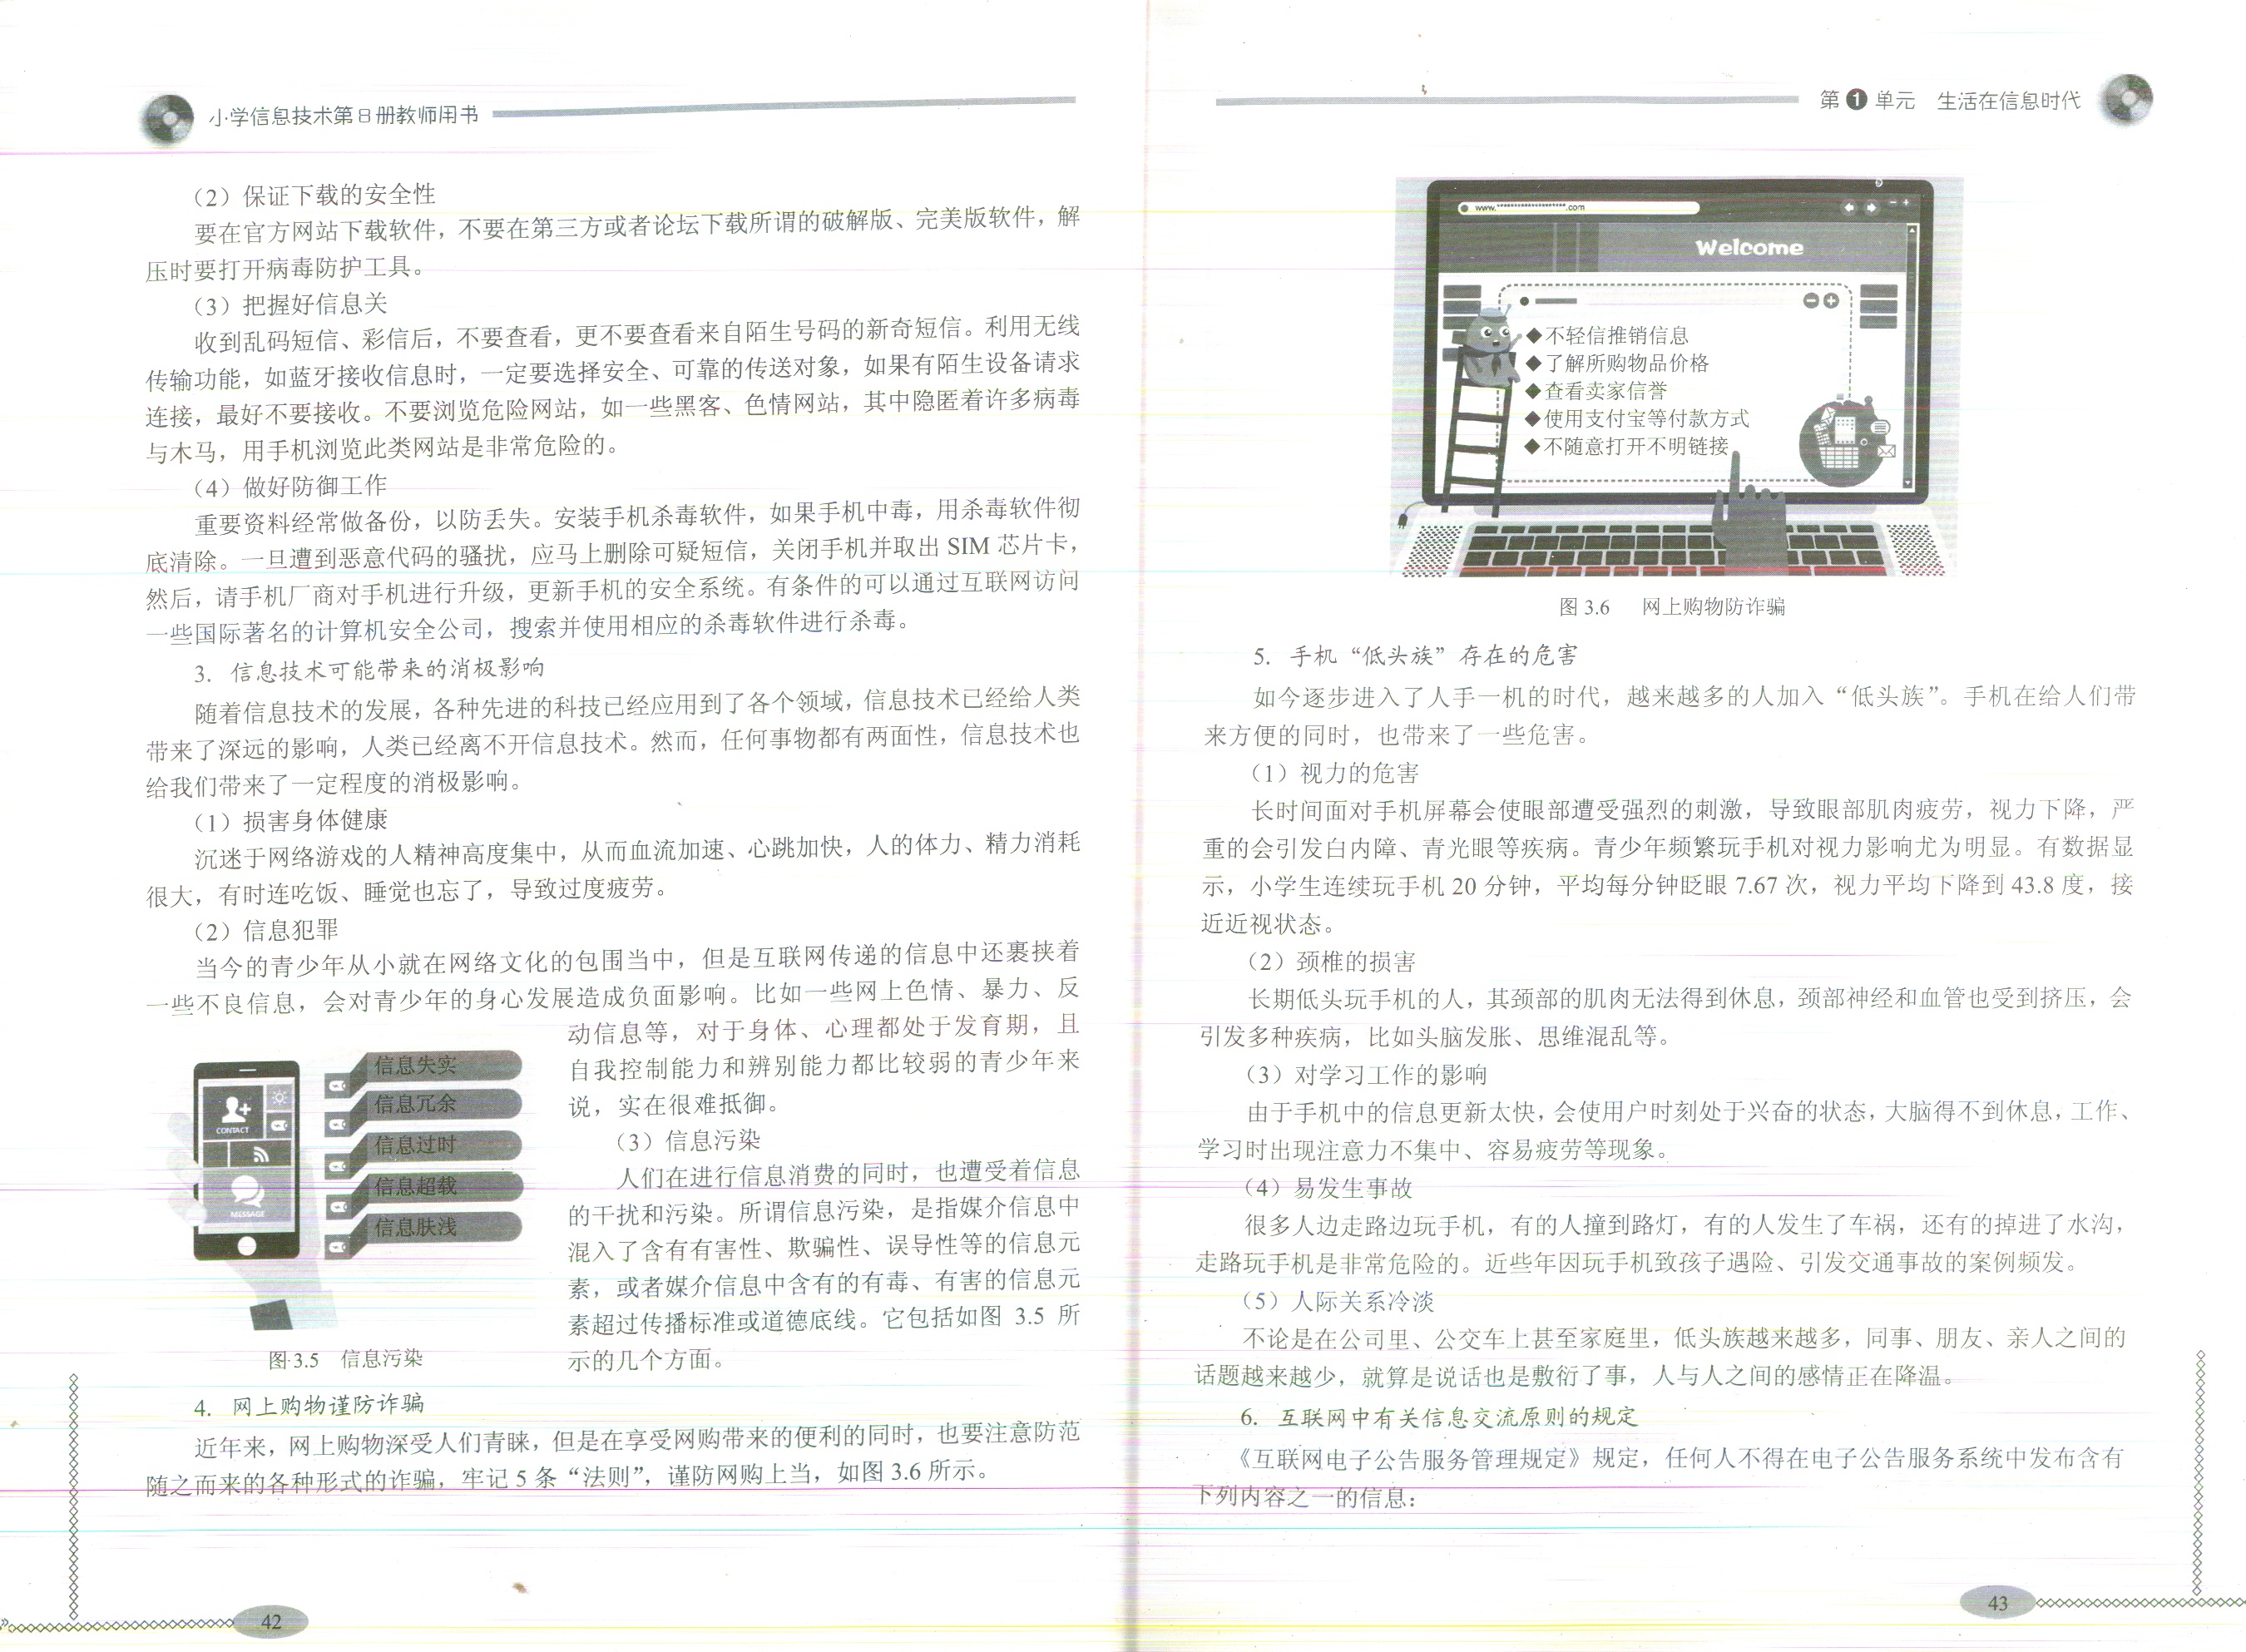 小学信息技术第8册教师用书
（2）保证下载的安全性
要在官方网站下载软件，不要在第三方或者论坛下载所谓的破解版、完美版软件，解
压时要打开病毒防护工具。
（3）把握好信息关
收到乱码短信、彩信后，不要查看，更不要查看来自陌生号码的新奇短信。利用无线
传输功能，如蓝牙接收信息时，一定要选择安全、可靠的传送对象，如果有陌生设备请求
连接，最好不要接收。不要浏览危险网站，如一些黑客、色情网站，其中隐匿着许多病毒
与木马，用手机浏览此类网站是非常危险的。
（4）做好防御工作
重要资料经常做备份，以防丢失。安装手机杀毒软件，如果手机中毒，用杀毒软件彻
底清除。一旦遭到恶意代码的骚扰，应马上删除可疑短信，关闭手机并取出 SIM 芯片卡，
然后，请手机厂商对手机进行升级，更新手机的安全系统。有条件的可以通过互联网访问
一些国际著名的计算机安全公司，搜索并使用相应的杀毒软件进行杀毒。
3. 信息技术可能带来的消极影响
随着信息技术的发展，各种先进的科技已经应用到了各个领域，信息技术已经给人类
带来了深远的影响，人类已经离不开信息技术。然而，任何事物都有两面性，信息技术也
给我们带来了一定程度的消极影响。
（1）损害身体健康
沉迷于网络游戏的人精神高度集中，从而血流加速、心跳加快，人的体力、精力消耗
很大，有时连吃饭、睡觉也忘了，导致过度疲劳。
（2）信息犯罪
当今的青少年从小就在网络文化的包围当中，但是互联网传递的信息中还裹挟着
一些不良信息，会对青少年的身心发展造成负面影响。比如一些网上色情、暴力、反
动信息等，对于身体、心理都处于发育期，且
自我控制能力和辨别能力都比较弱的青少年来
说，实在很难抵御。
（3）信息污染
人们在进行信息消费的同时，也遭受着信息
的干扰和污染。所谓信息污染，是指媒介信息中
混入了含有有害性、欺骗性、误导性等的信息元
素，或者媒介信息中含有的有毒、有害的信息元
素超过传播标准或道德底线。它包括如图 3.5 所
示的几个方面。
CONTACT
MESSAGE
信息失实
信息冗余
信息过时
信息超载
信息肤浅
图 3.5 信息污染
4. 网上购物谨防诈骗
近年来，网上购物深受人们青睐，但是在享受网购带来的便利的同时，也要注意防范
随之而来的各种形式的诈骗，牢记 5 条“法则”，谨防网购上当，如图 3.6 所示。
42
第1单元 生活在信息时代
www.********************.com
Welcome
◆不轻信推销信息
◆了解所购物品价格
◆查看卖家信誉
◆使用支付宝等付款方式
◆不随意打开不明链接
图 3.6 网上购物防诈骗
5. 手机“低头族”存在的危害
如今逐步进入了人手一机的时代，越来越多的人加入“低头族”。手机在给人们带
来方便的同时，也带来了一些危害。
（1）视力的危害
长时间面对手机屏幕会使眼部遭受强烈的刺激，导致眼部肌肉疲劳，视力下降，严
重的会引发白内障、青光眼等疾病。青少年频繁玩手机对视力影响尤为明显。有数据显
示，小学生连续玩手机 20 分钟，平均每分钟眨眼 7.67 次，视力平均下降到 43.8 度，接
近近视状态。
（2）颈椎的损害
长期低头玩手机的人，其颈部的肌肉无法得到休息，颈部神经和血管也受到挤压，会
引发多种疾病，比如头脑发胀、思维混乱等。
（3）对学习工作的影响
由于手机中的信息更新太快，会使用户时刻处于兴奋的状态，大脑得不到休息，工作、
学习时出现注意力不集中、容易疲劳等现象。
（4）易发生事故
很多人边走路边玩手机，有的人撞到路灯，有的人发生了车祸，还有的掉进了水沟，
走路玩手机是非常危险的。近些年因玩手机致孩子遇险、引发交通事故的案例频发。
（5）人际关系冷淡
不论是在公司里、公交车上甚至家庭里，低头族越来越多，同事、朋友、亲人之间的
话题越来越少，就算是说话也是敷衍了事，人与人之间的感情正在降温。
6. 互联网中有关信息交流原则的规定
《互联网电子公告服务管理规定》规定，任何人不得在电子公告服务系统中发布含有
下列内容之一的信息：
43